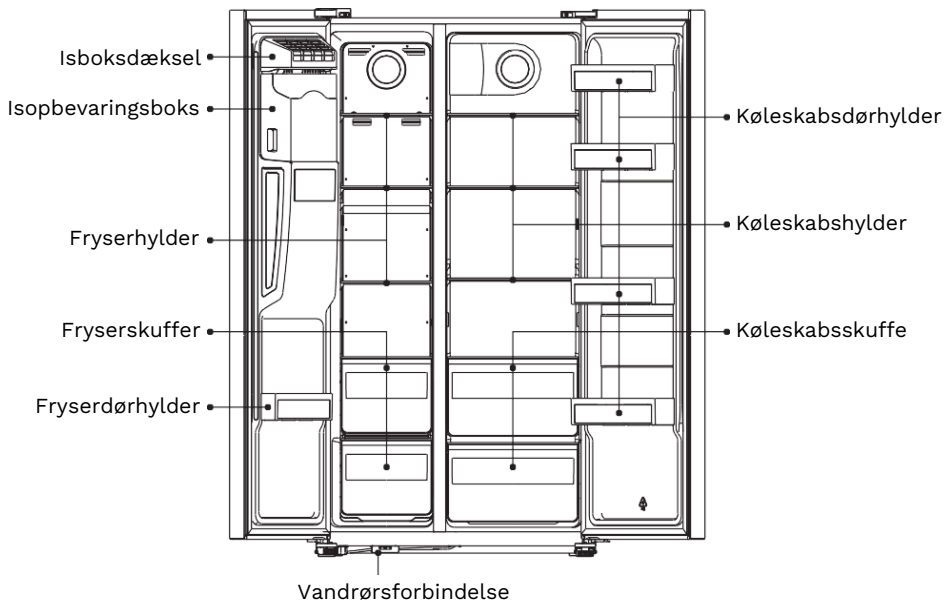 Isboksdæksel
Isopbevaringsboks
Fryserhylder
Fryserskuffer
Fryserdørhylder
Køleskabsdørhylder
Køleskabshylder
Køleskabsskuffe
Vandrørsforbindelse